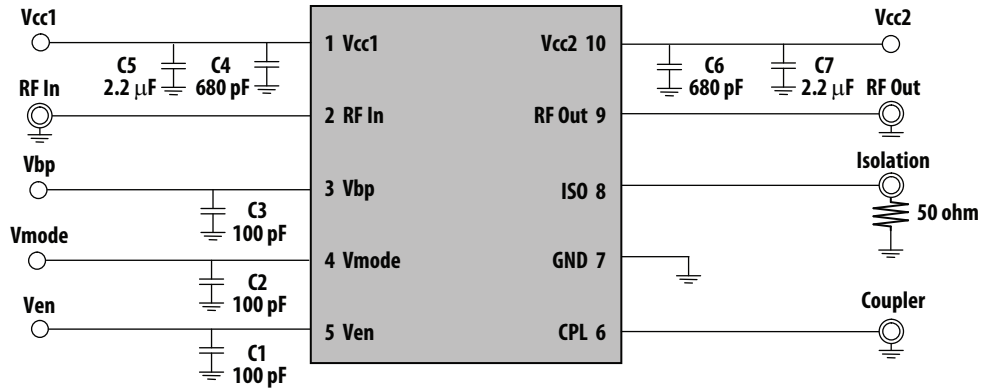 Vcc1
C5
2.2 μF
C4
680 pF
1 Vcc1
Vcc2 10
C6
680 pF
C7
2.2 μF
Vcc2
RF In
2 RF In
RF Out 9
RF Out
Vbp
C3
100 pF
3 Vbp
ISO 8
Isolation
50 ohm
Vmode
C2
100 pF
4 Vmode
GND 7
Ven
C1
100 pF
5 Ven
CPL 6
Coupler